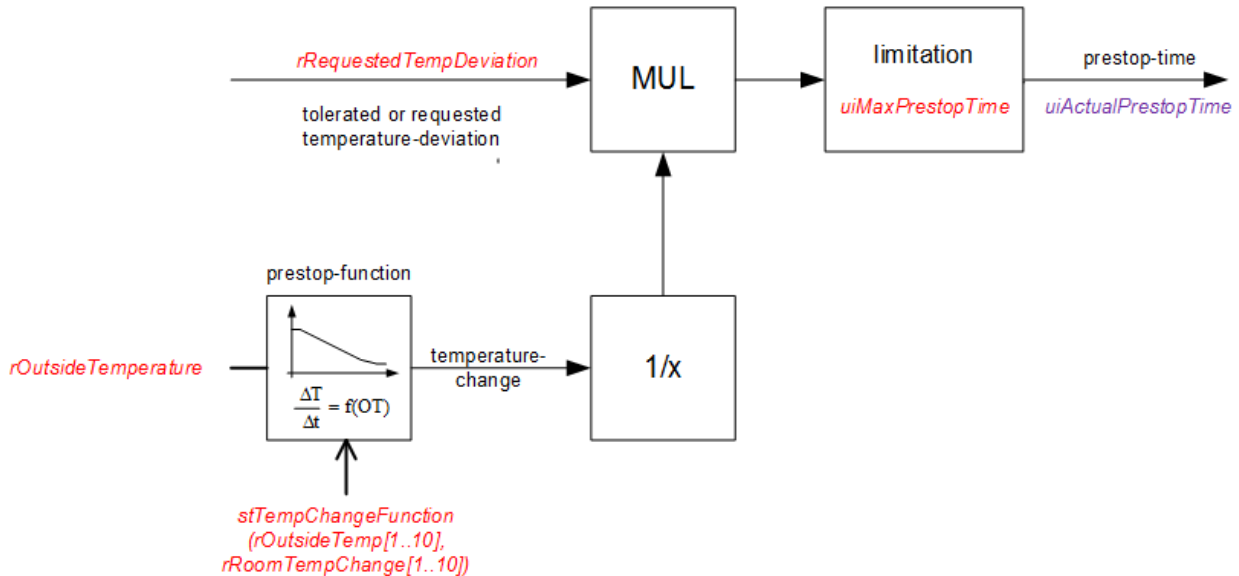 rRequestedTempDeviation
tolerated or requested
temperature-deviation
MUL
limitation
uiMaxPrestopTime
prestop-time
uiActualPrestopTime
prestop-function
rOutsideTemperature
ΔT
Δt
= f(OT)
temperature-
change
1/x
stTempChangeFunction
(rOutsideTemp[1..10],
rRoomTempChange[1..10])